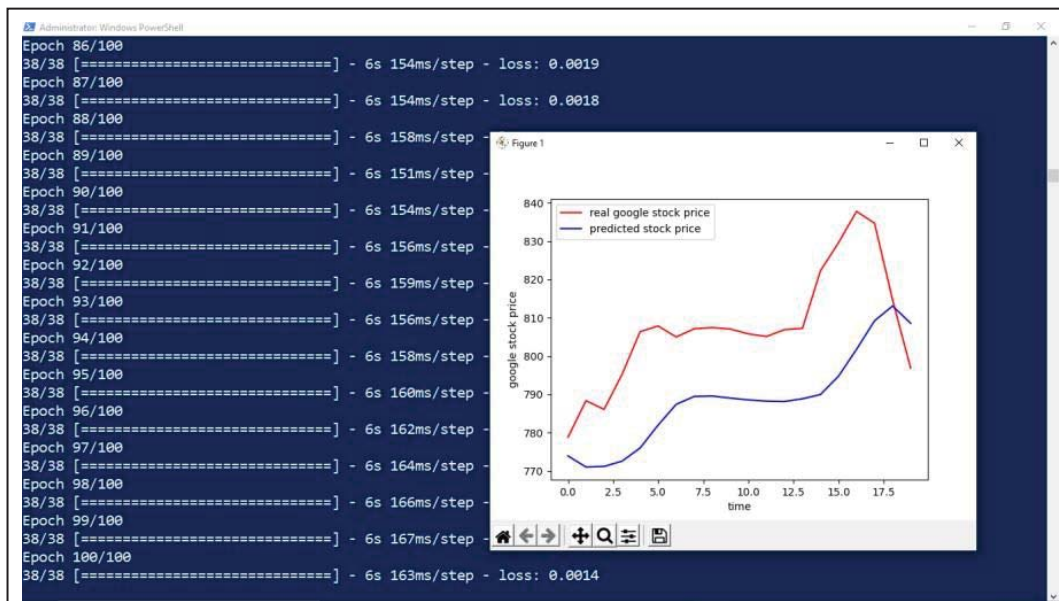 Administrator: Windows PowerShell
Epoch 86/100
38/38 [==============================] - 6s 154ms/step - loss: 0.0019
Epoch 87/100
38/38 [==============================] - 6s 154ms/step - loss: 0.0018
Epoch 88/100
38/38 [==============================] - 6s 158ms/step -
Epoch 89/100
38/38 [==============================] - 6s 151ms/step -
Epoch 90/100
38/38 [==============================] - 6s 154ms/step -
Epoch 91/100
38/38 [==============================] - 6s 156ms/step -
Epoch 92/100
38/38 [==============================] - 6s 159ms/step -
Epoch 93/100
38/38 [==============================] - 6s 156ms/step -
Epoch 94/100
38/38 [==============================] - 6s 158ms/step -
Epoch 95/100
38/38 [==============================] - 6s 160ms/step -
Epoch 96/100
38/38 [==============================] - 6s 162ms/step -
Epoch 97/100
38/38 [==============================] - 6s 164ms/step -
Epoch 98/100
38/38 [==============================] - 6s 166ms/step -
Epoch 99/100
38/38 [==============================] - 6s 167ms/step -
Epoch 100/100
38/38 [==============================] - 6s 163ms/step - loss: 0.0014
Figure 1
real google stock price
predicted stock price
google stock price
840
830
820
810
800
790
780
770
0.0 2.5 5.0 7.5 10.0 12.5 15.0 17.5
time